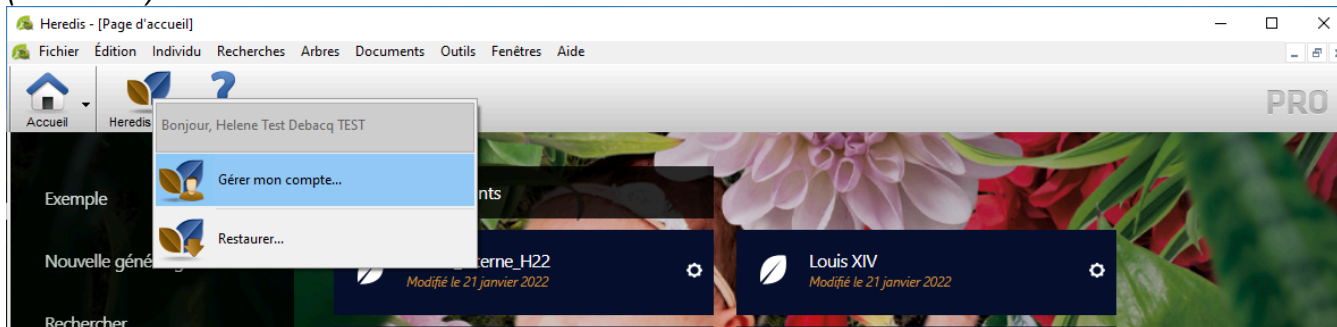 Heredis - [Page d'accueil]
Fichier Édition Individu Recherches Arbres Documents Outils Fenêtres Aide
PRO
Accueil Heredis
Bonjour, Helene Test Debacq TEST
Gérer mon compte...
Exemple
nts
Restaurer...
Nouvelle géné
erne_H22
Modifié le 21 janvier 2022
Louis XIV
Modifié le 21 janvier 2022
Rechercher